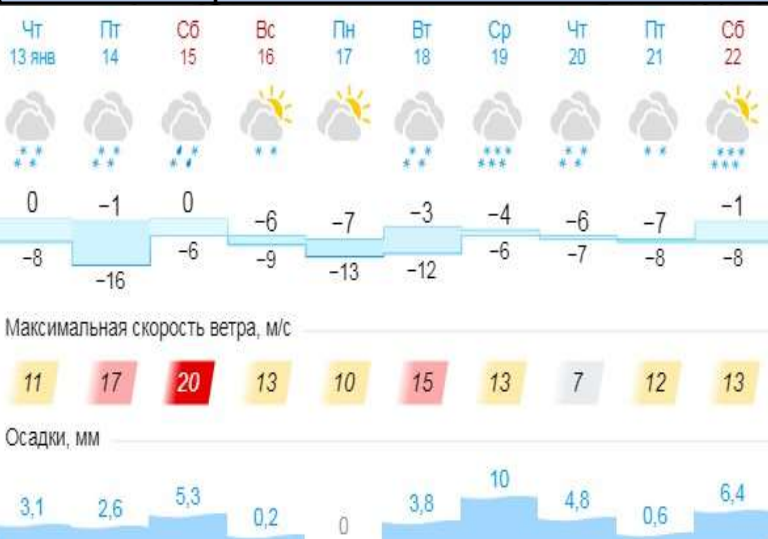 Чт Пт Сб Вс Пн Вт Ср Чт Пт Сб
13 янв 14 15 16 17 18 19 20 21 22
0 −1 0 −6 −7 −3 −4 −6 −7 −1
−8 −16 −6 −9 −13 −12 −6 −7 −8 −8
Максимальная скорость ветра, м/с
11 17 20 13 10 15 13 7 12 13
Осадки, мм
3,1 2,6 5,3 0,2 0 3,8 10 4,8 0,6 6,4